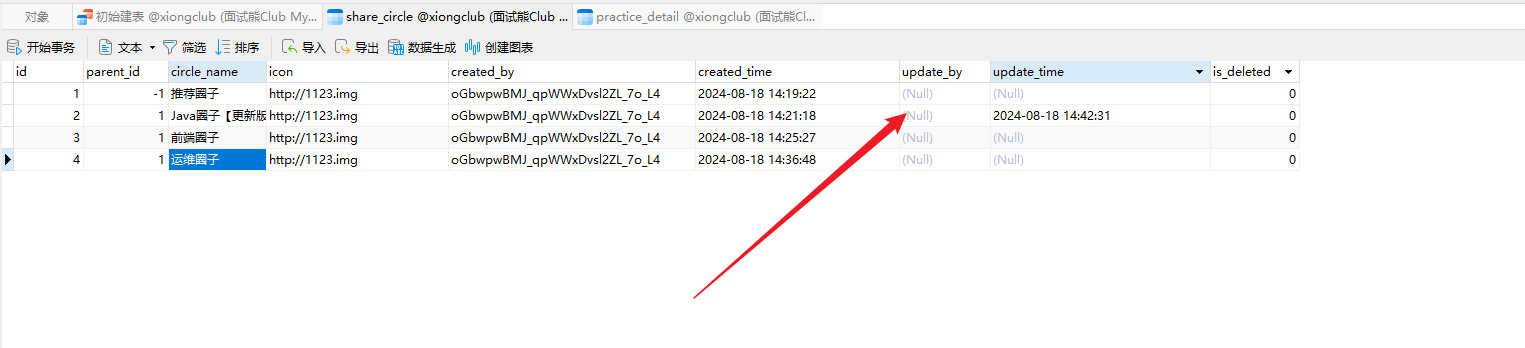 对象 初始建表 @xiongclub (面试能Club My... share_circle @xiongclub (面试能Club ... practice_detail @xiongclub (面试能Cl...
开始事务 文本 筛选 排序 导入 导出 数据生成 创建图表
id parent_id circle_name icon created_by created_time update_by update_time is_deleted
1 -1 推荐圈子 http://1123.img oGbwpwBMJ_qpWWxDvsl2ZL_7o_L4 2024-08-18 14:19:22 (Null) (Null) 0
2 1 Java圈子【更新版 http://1123.img oGbwpwBMJ_qpWWxDvsl2ZL_7o_L4 2024-08-18 14:21:18 (Null) 2024-08-18 14:42:31 0
3 1 前端圈子 http://1123.img oGbwpwBMJ_qpWWxDvsl2ZL_7o_L4 2024-08-18 14:25:27 (Null) (Null) 0
4 1 运维圈子 http://1123.img oGbwpwBMJ_qpWWxDvsl2ZL_7o_L4 2024-08-18 14:36:48 (Null) (Null) 0